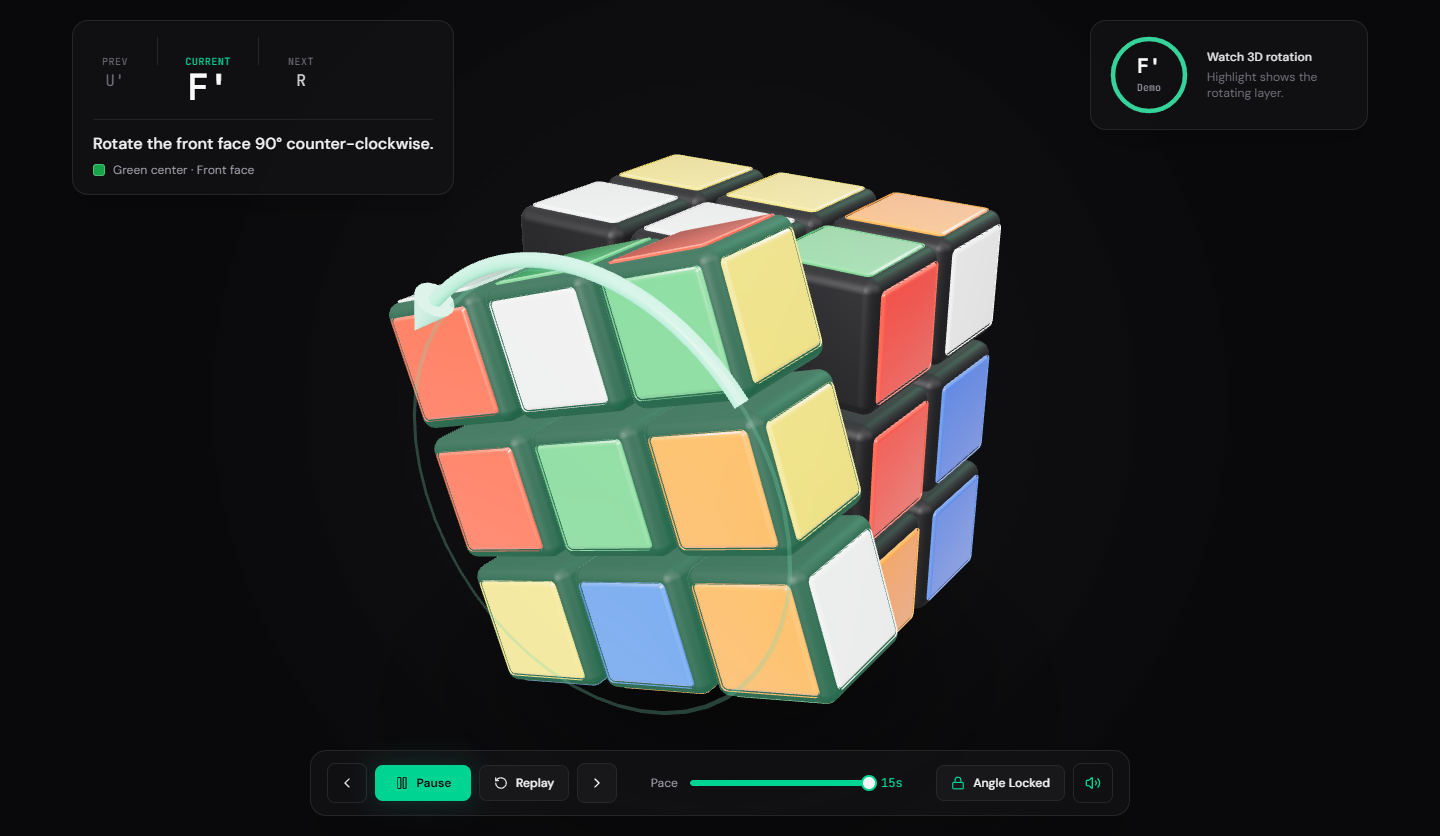 PREV
U'
CURRENT
F'
NEXT
R
Rotate the front face 90° counter-clockwise.
Green center · Front face
F'
Demo
Watch 3D rotation
Highlight shows the
rotating layer.
Pause
Replay
Pace
15s
Angle Locked